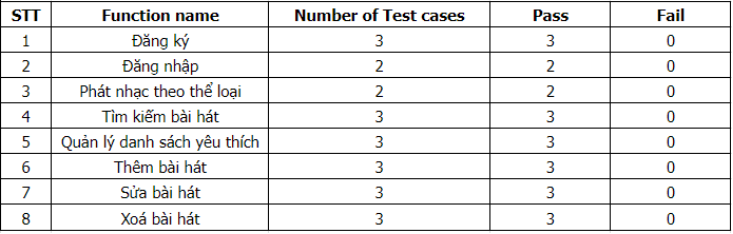 STT Function name Number of Test cases Pass Fail
1 Đăng ký 3 3 0
2 Đăng nhập 2 2 0
3 Phát nhạc theo thể loại 2 2 0
4 Tìm kiếm bài hát 3 3 0
5 Quản lý danh sách yêu thích 3 3 0
6 Thêm bài hát 3 3 0
7 Sửa bài hát 3 3 0
8 Xoá bài hát 3 3 0